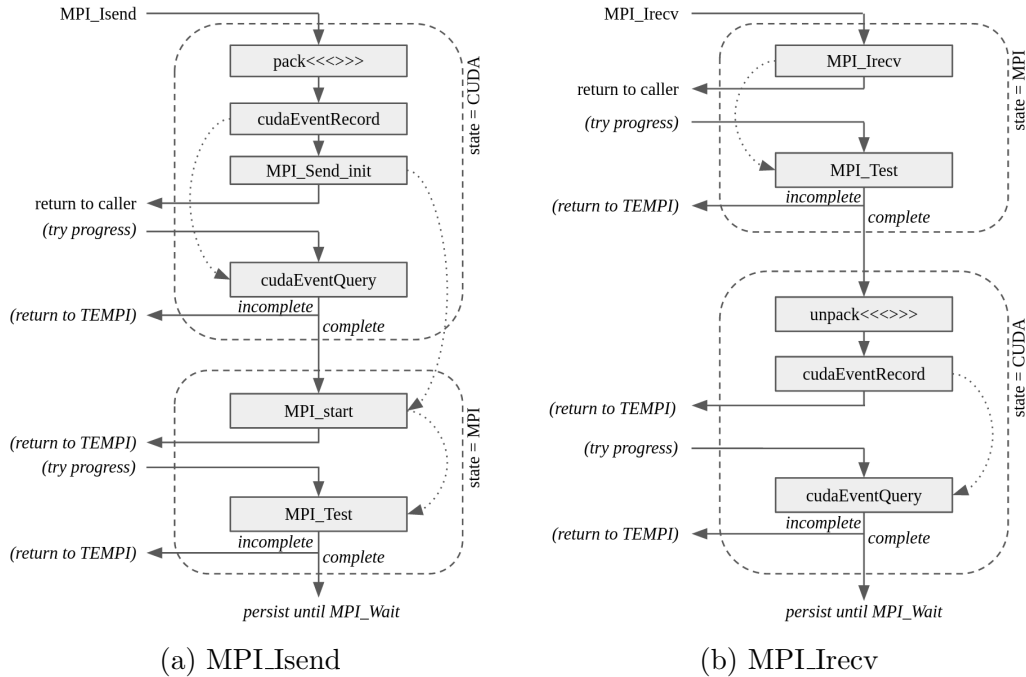 MPI_Isend
pack<<<>>>
cudaEventRecord
MPI_Send_init
return to caller
(try progress)
cudaEventQuery
incomplete
(return to TEMPI)
complete
state = CUDA
MPI_start
(return to TEMPI)
(try progress)
MPI_Test
incomplete
(return to TEMPI)
complete
state = MPI
persist until MPI_Wait
(a) MPI_Isend
MPI_Irecv
MPI_Irecv
return to caller
(try progress)
MPI_Test
incomplete
(return to TEMPI)
complete
state = MPI
unpack<<<>>>
cudaEventRecord
(return to TEMPI)
(try progress)
cudaEventQuery
incomplete
(return to TEMPI)
complete
state = CUDA
persist until MPI_Wait
(b) MPI_Irecv